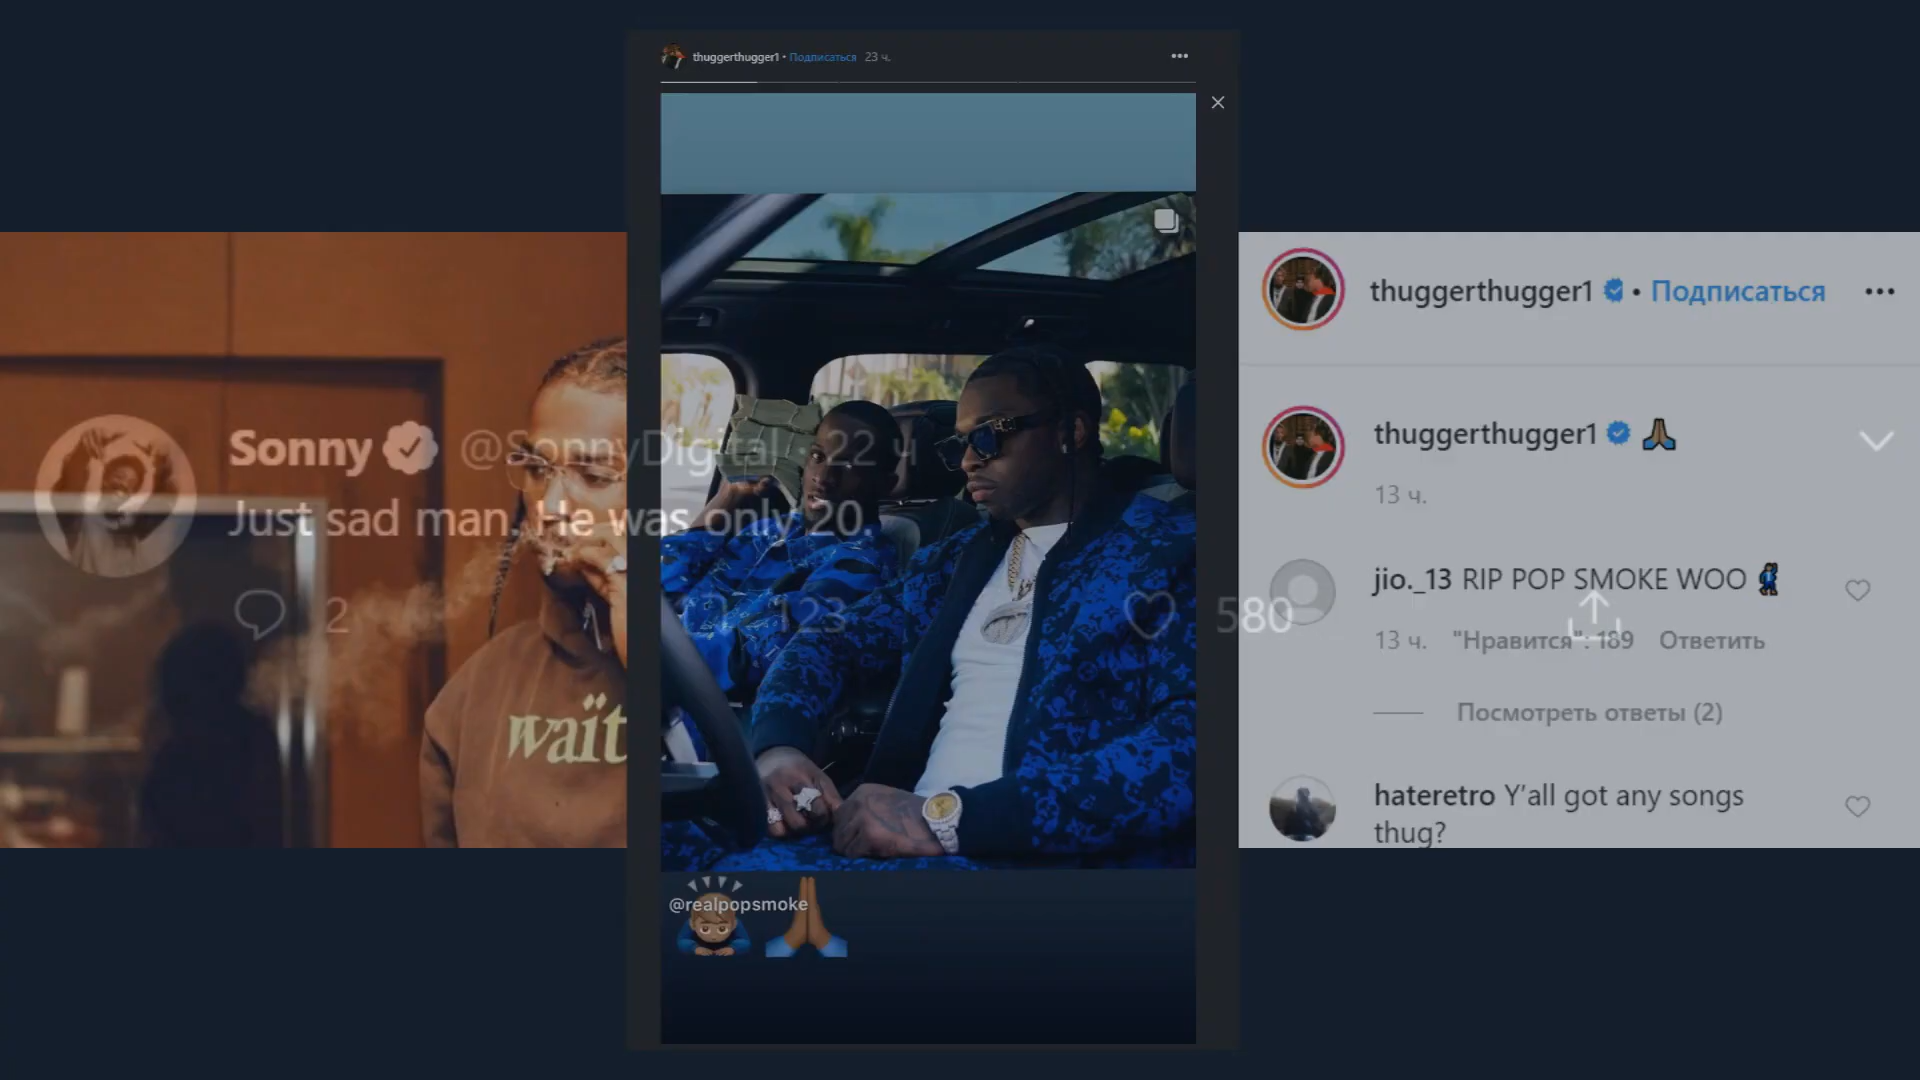 thuggerthugger1 • Подписаться 23 ч.
Sonny @SonnyDigital · 22 ч
Just sad man. He was only 20.
2 123 580
waït
@realpopsmoke
thuggerthugger1 • Подписаться
thuggerthugger1
13 ч.
jio._13 RIP POP SMOKE WOO
13 ч. "Нравится": 189 Ответить
Посмотреть ответы (2)
hateretro Y'all got any songs
thug?